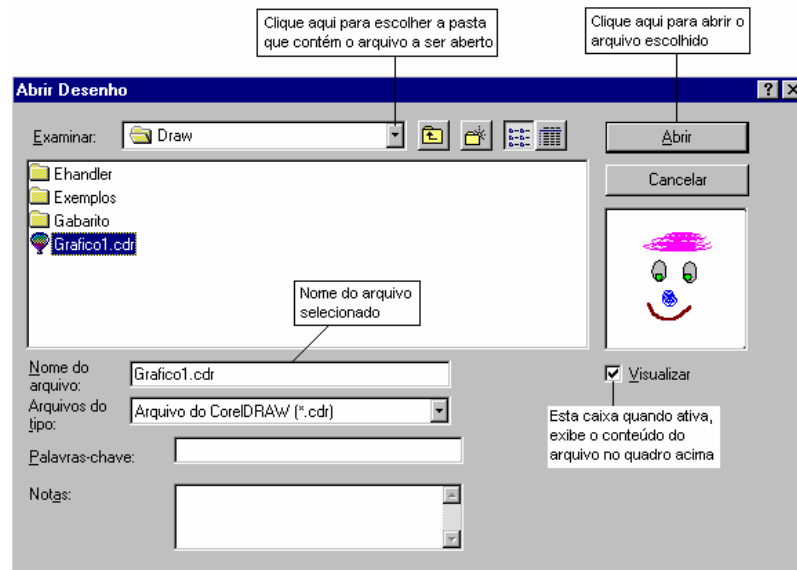 Clique aqui para escolher a pasta
que contém o arquivo a ser aberto
Clique aqui para abrir o
arquivo escolhido
Abrir Desenho
Examinar:
Draw
Abrir
Ehandler
Exemplos
Gabarito
Grafico1.cdr
Cancelar
Nome do arquivo
selecionado
Nome do
arquivo:
Grafico1.cdr
Visualizar
Arquivos do
tipo:
Arquivo do CorelDRAW (*.cdr)
Esta caixa quando ativa,
exibe o conteúdo do
arquivo no quadro acima
Palavras-chave:
Notas: